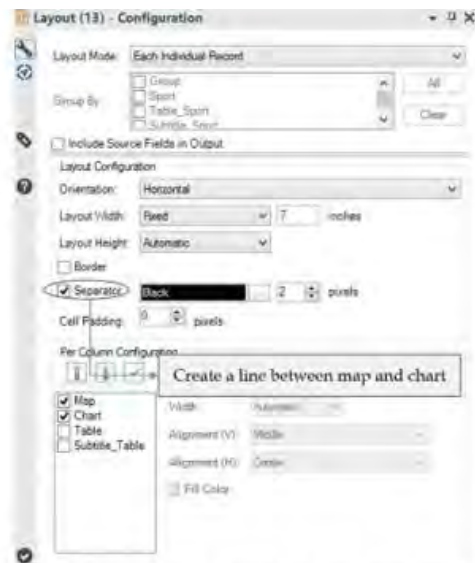 Layout (13) - Configuration
Layout Mode: Each Individual Record
Group By:
Group
Sport
Table_Sport
Subtitle_Sport
All
Clear
Include Source Fields in Output
Layout Configuration
Orientation: Horizontal
Layout Width: Fixed 7 inches
Layout Height: Automatic
Border
Separator Black 2 pixels
Cell Padding: 0 pixels
Per Column Configuration
Create a line between map and chart
Map
Chart
Table
Subtitle_Table
Width: Automatic
Alignment (V): Middle
Alignment (H): Center
Fill Color